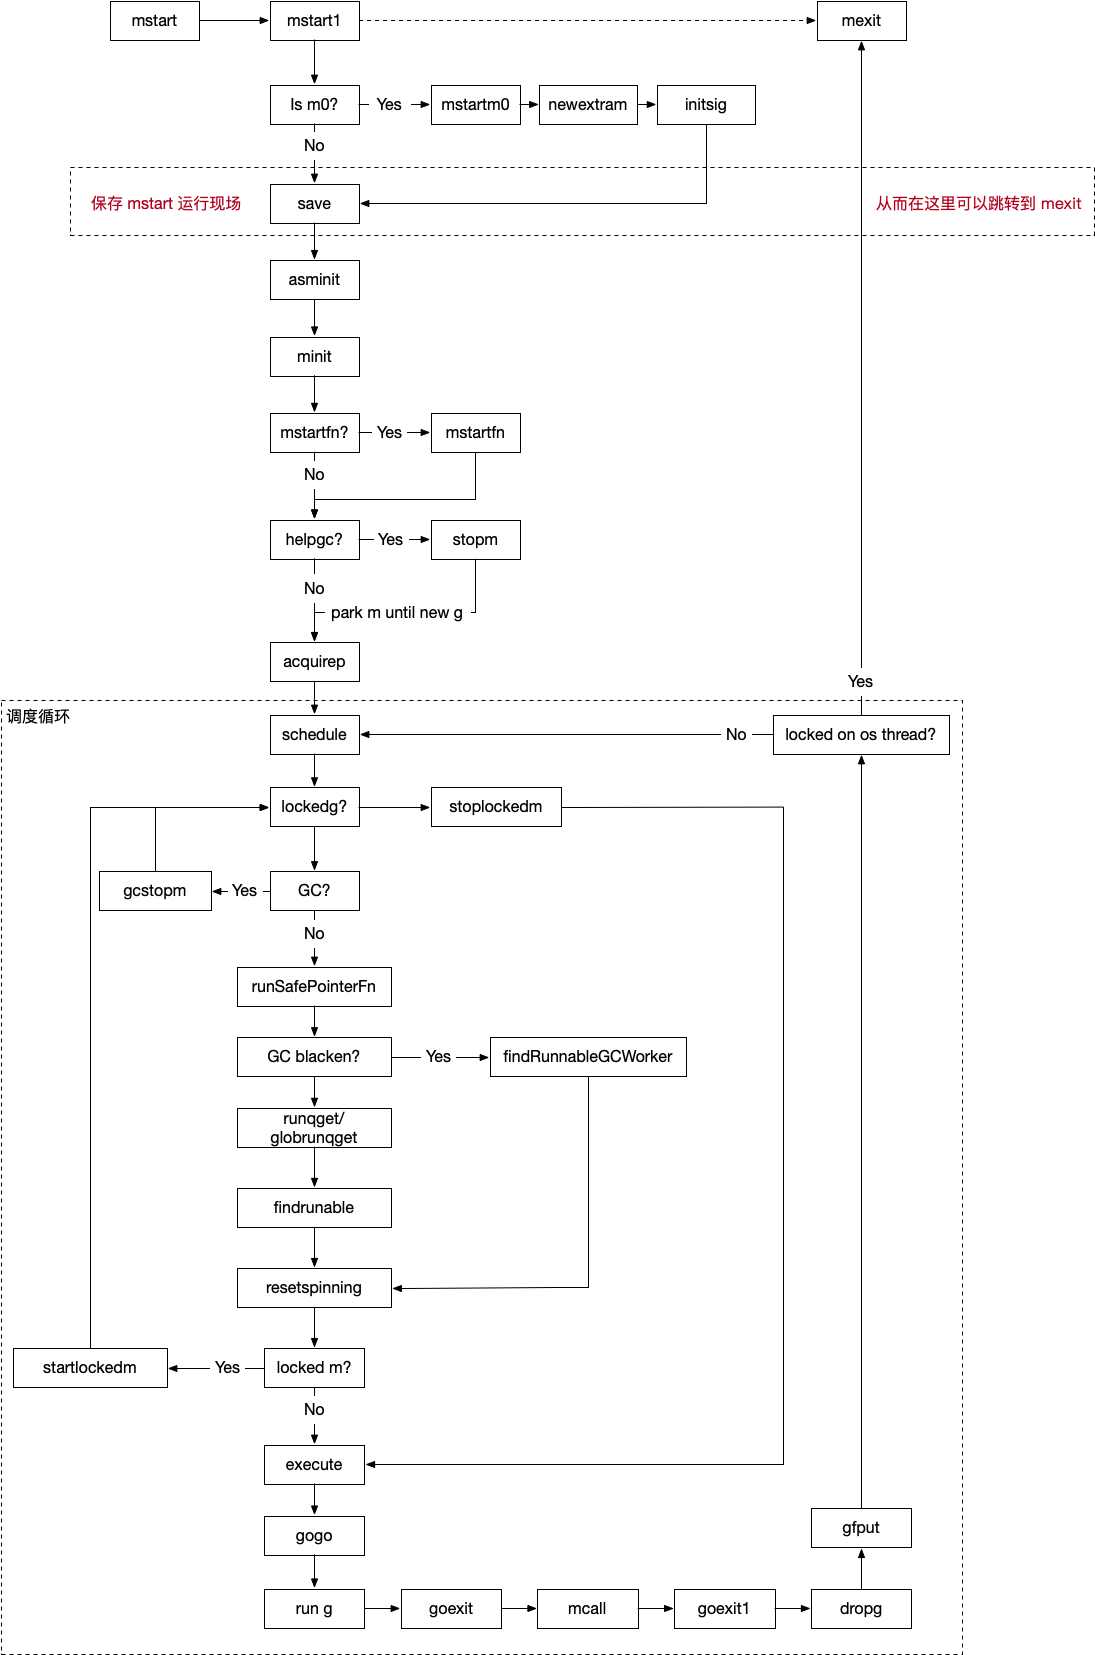 mstart
mstart1
mexit
Is m0?
Yes
mstartm0
newextram
initsig
No
保存 mstart 运行现场
save
从而在这里可以跳转到 mexit
asminit
minit
mstartfn?
Yes
mstartfn
No
helpgc?
Yes
stopm
No
park m until new g
acquirep
Yes
调度循环
schedule
No
locked on os thread?
lockedg?
stoplockedm
gcstopm
Yes
GC?
No
runSafePointerFn
GC blacken?
Yes
findRunnableGCWorker
runqget/
globrunqget
findrunable
resetspinning
startlockedm
Yes
locked m?
No
execute
gogo
gfput
run g
goexit
mcall
goexit1
dropg